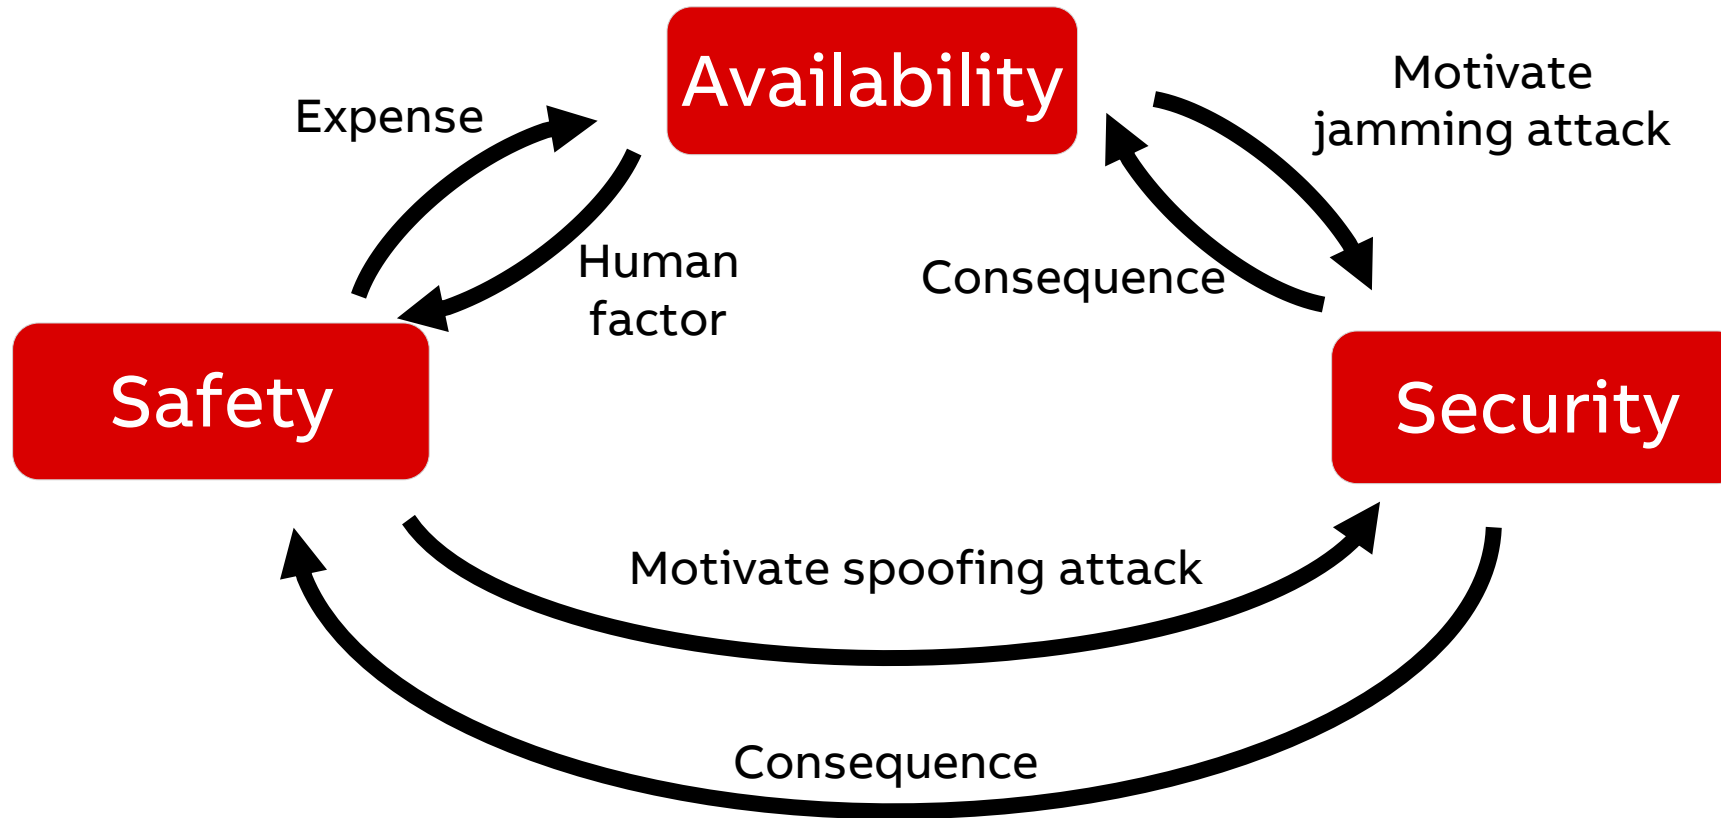 Availability
Motivate
jamming attack
Expense
Human
factor
Consequence
Safety
Security
Motivate spoofing attack
Consequence